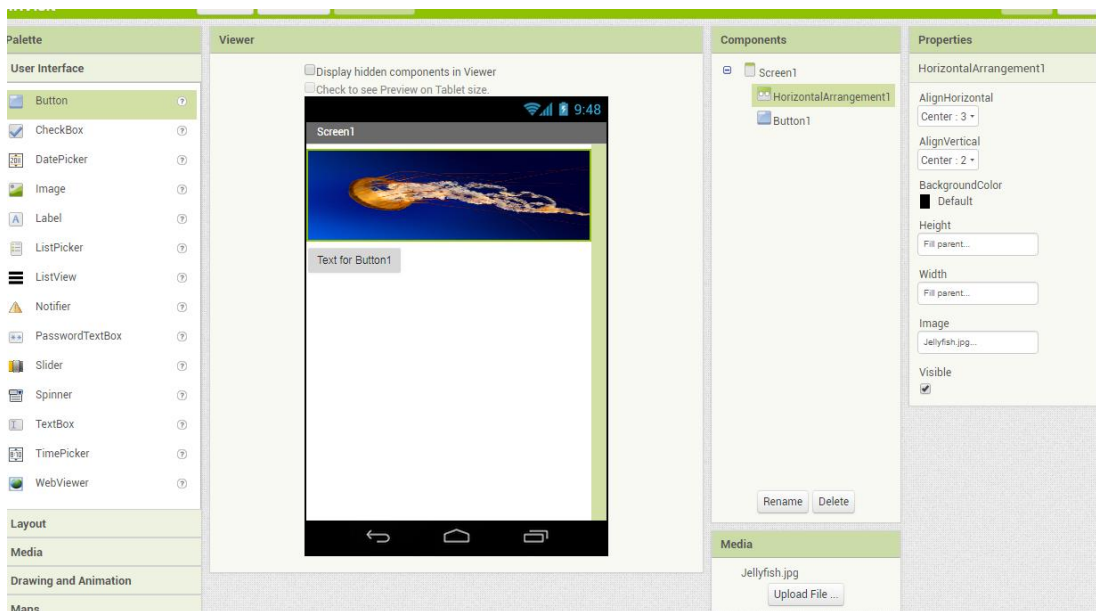 Palette
User Interface
Button
CheckBox
DatePicker
Image
Label
ListPicker
ListView
Notifier
PasswordTextBox
Slider
Spinner
TextBox
TimePicker
WebViewer
Layout
Media
Drawing and Animation
Maps
Viewer
Display hidden components in Viewer
Check to see Preview on Tablet size.
9:48
Screen1
Text for Button1
Components
Screen1
HorizontalArrangement1
Button1
Rename Delete
Media
Jellyfish.jpg
Upload File ...
Properties
HorizontalArrangement1
AlignHorizontal
Center : 3
AlignVertical
Center : 2
BackgroundColor
Default
Height
Fill parent...
Width
Fill parent...
Image
Jellyfish.jpg...
Visible